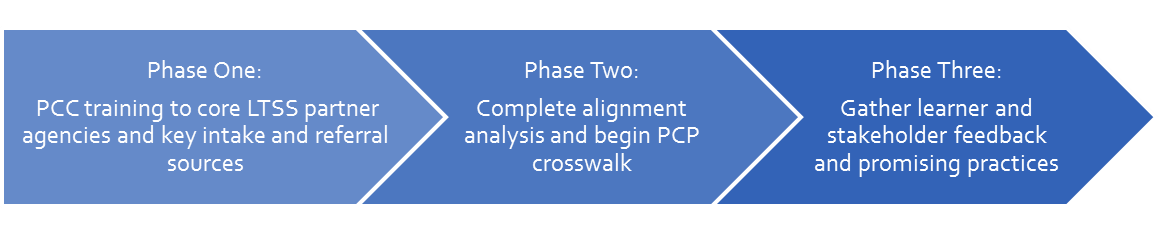 Phase One:
PCC training to core LTSS partner
agencies and key intake and referral
sources
Phase Two:
Complete alignment
analysis and begin PCP
crosswalk
Phase Three:
Gather learner and
stakeholder feedback
and promising practices